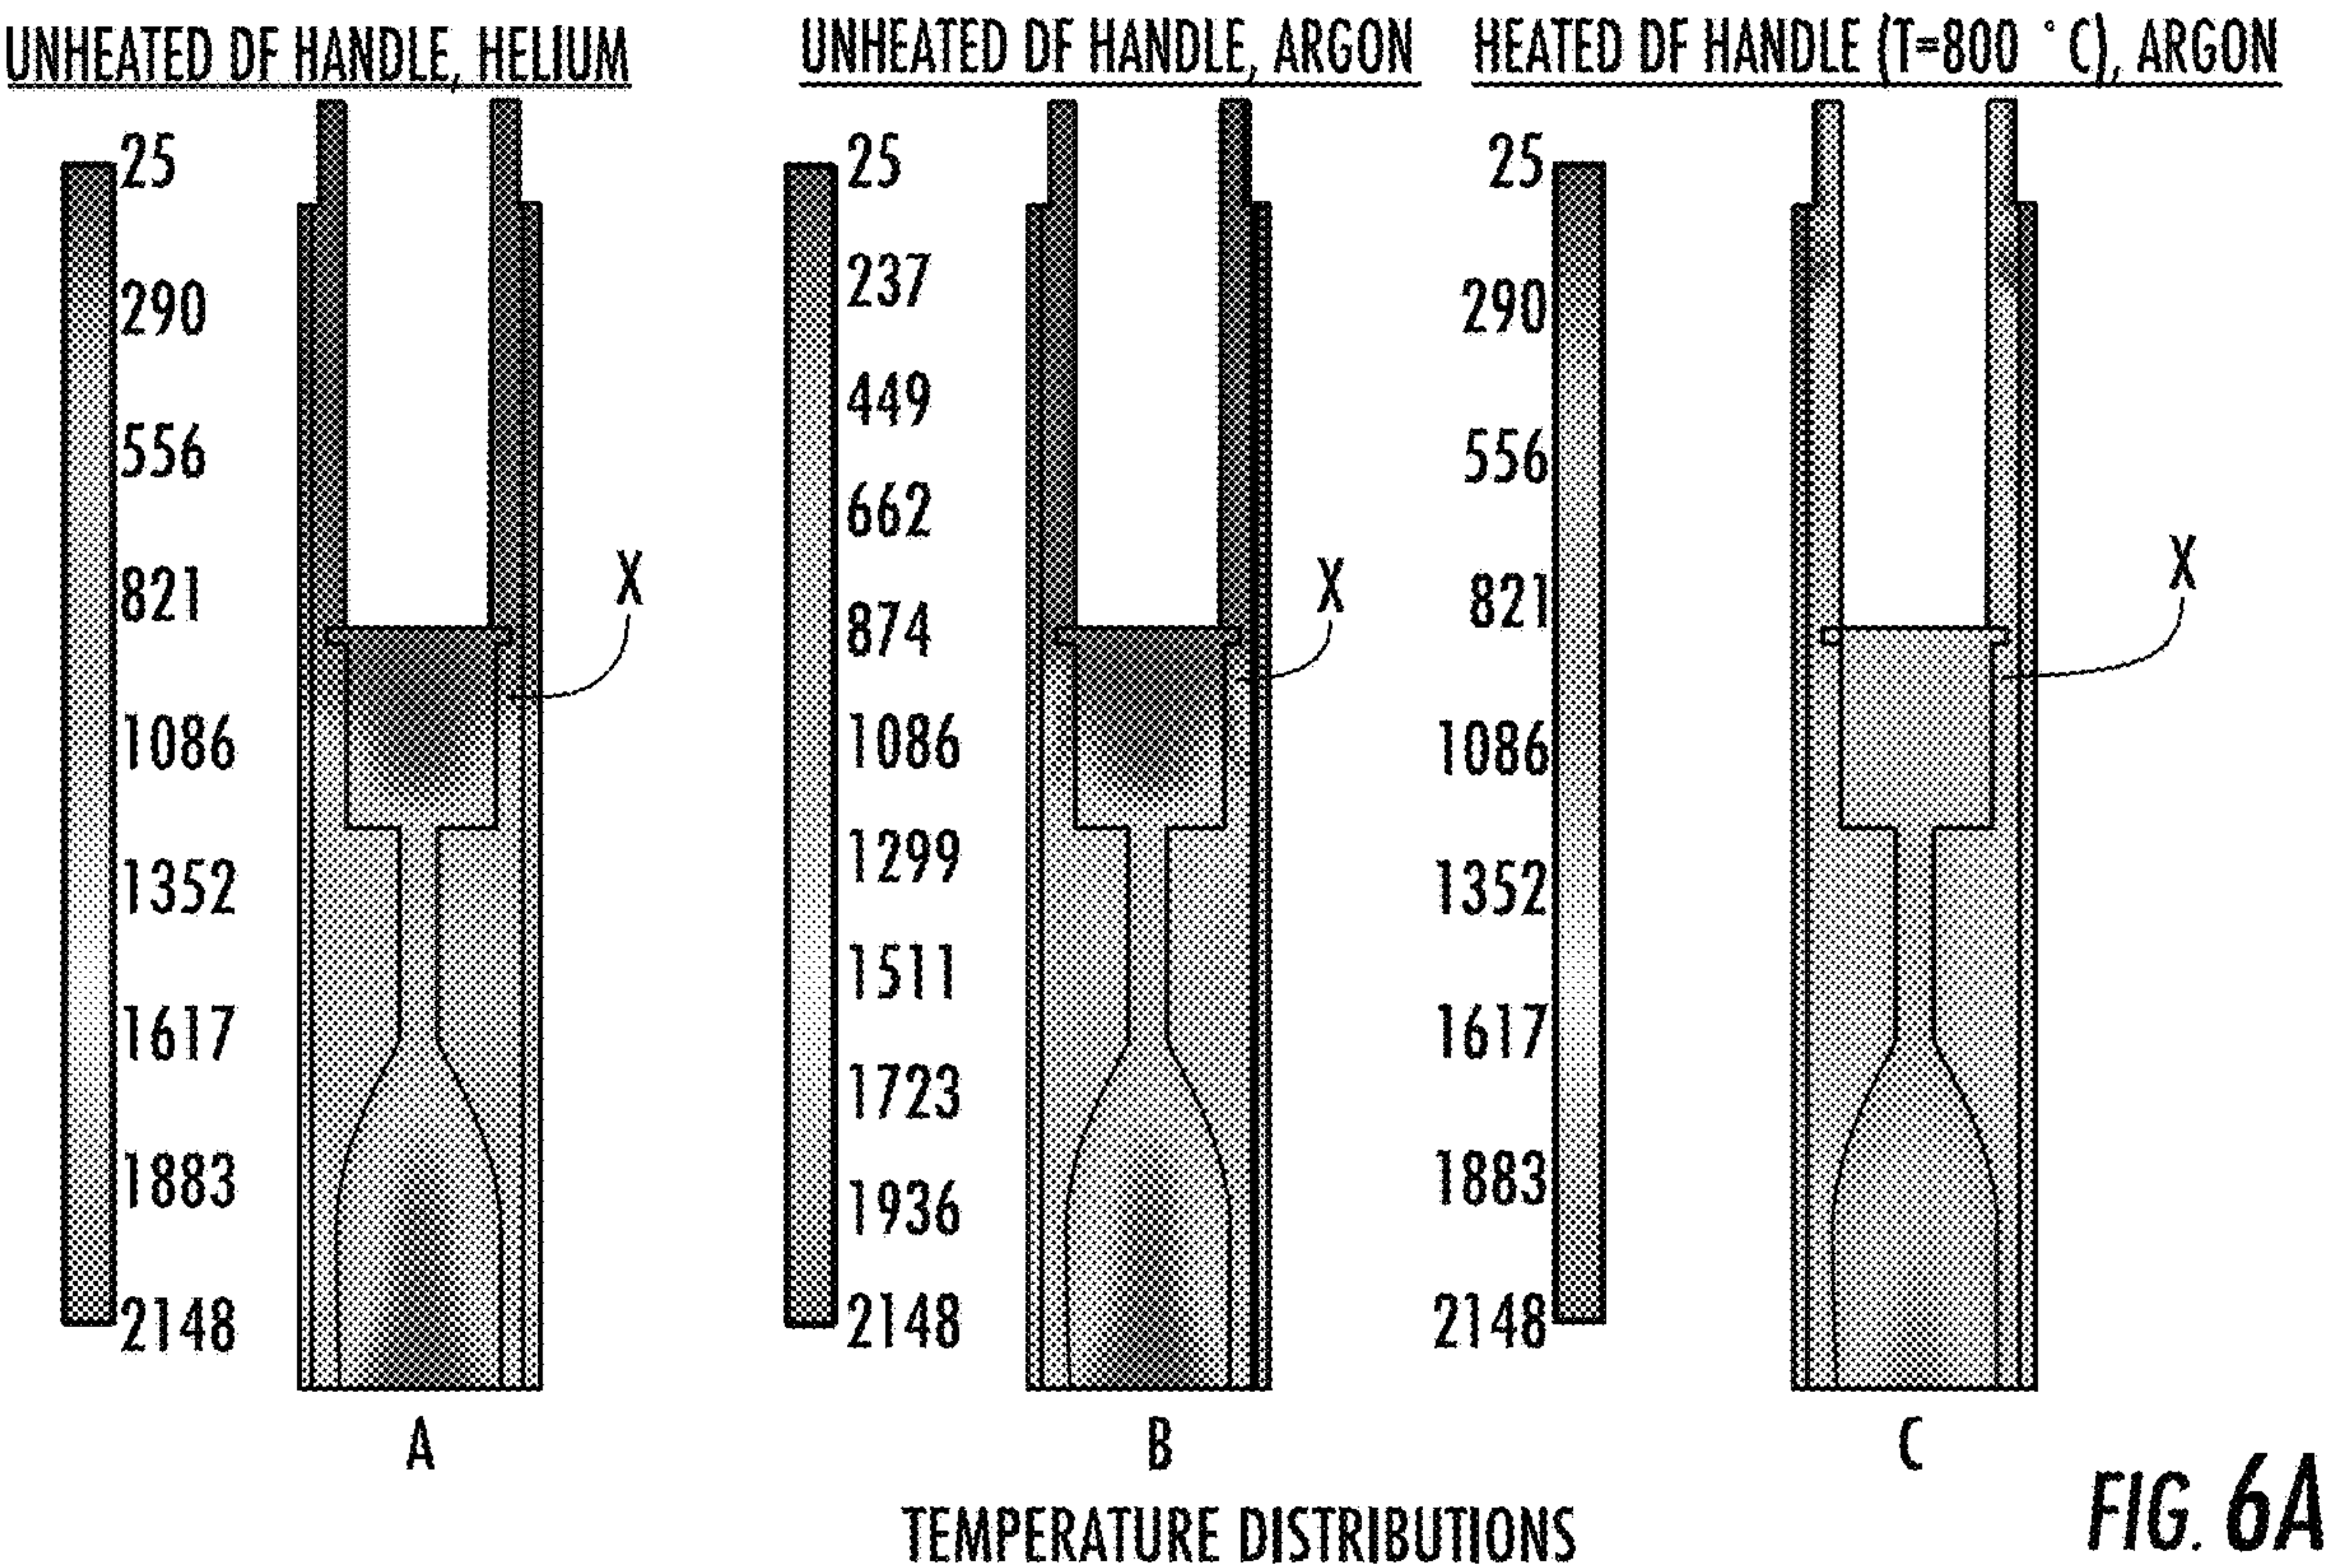 UNHEATED DF HANDLE, HELIUM
25
290
556
821
1086
1352
1617
1883
2148
X
A
UNHEATED DF HANDLE, ARGON
25
237
449
662
874
1086
1299
1511
1723
1936
2148
X
B
HEATED DF HANDLE (T=800 °C), ARGON
25
290
556
821
1086
1352
1617
1883
2148
X
C
TEMPERATURE DISTRIBUTIONS
FIG. 6A